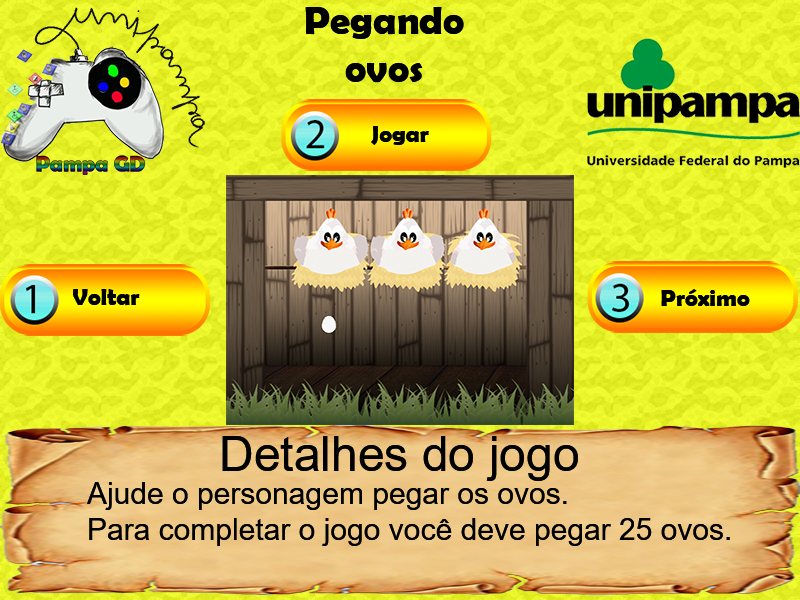 unipampa
Pampa GD
Pegando
ovos
2 Jogar
unipampa
Universidade Federal do Pampa
1 Voltar
3 Próximo
Detalhes do jogo
Ajude o personagem pegar os ovos.
Para completar o jogo você deve pegar 25 ovos.